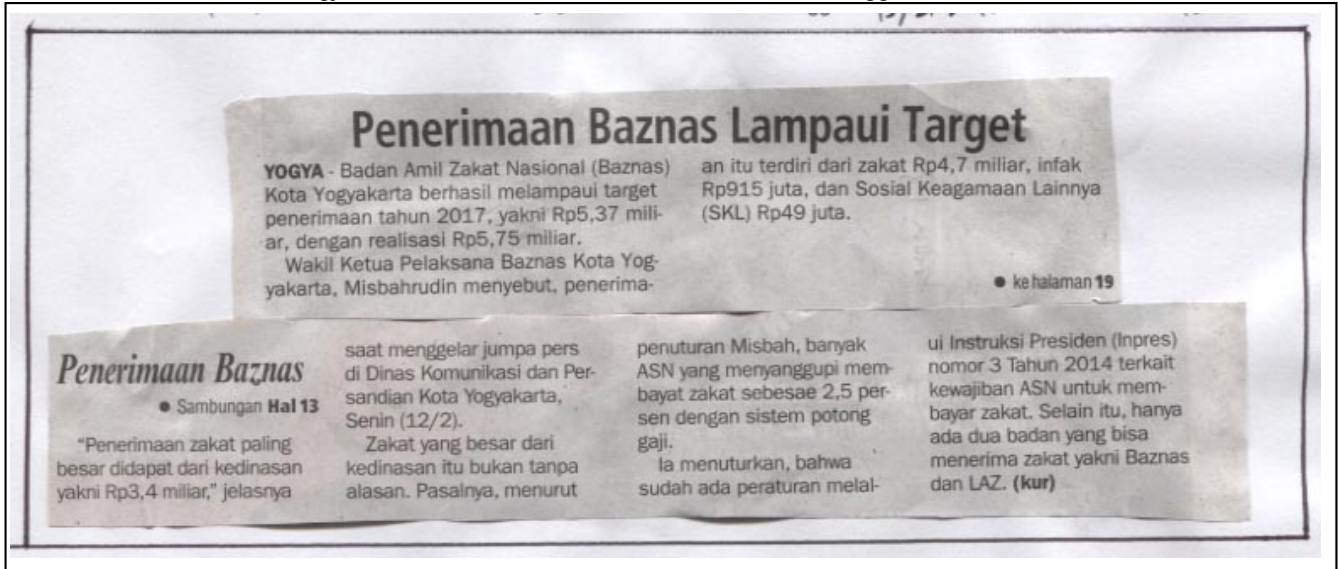 Penerimaan Baznas Lampaui Target
YOGYA - Badan Amil Zakat Nasional (Baznas)
Kota Yogyakarta berhasil melampaui target
penerimaan tahun 2017, yakni Rp5,37 mili-
ar, dengan realisasi Rp5,75 miliar.
Wakil Ketua Pelaksana Baznas Kota Yog-
yakarta, Misbahrudin menyebut, penerima-
an itu terdiri dari zakat Rp4,7 miliar, infak
Rp915 juta, dan Sosial Keagamaan Lainnya
(SKL) Rp49 juta.
● ke halaman 19
Penerimaan Baznas
● Sambungan Hal 13
"Penerimaan zakat paling
besar didapat dari kedinasan
yakni Rp3,4 miliar," jelasnya
saat menggelar jumpa pers
di Dinas Komunikasi dan Per-
sandian Kota Yogyakarta,
Senin (12/2).
Zakat yang besar dari
kedinasan itu bukan tanpa
alasan. Pasalnya, menurut
penuturan Misbah, banyak
ASN yang menyanggupi mem-
bayat zakat sebesae 2,5 per-
sen dengan sistem potong
gaji.
Ia menuturkan, bahwa
sudah ada peraturan melal-
ui Instruksi Presiden (Inpres)
nomor 3 Tahun 2014 terkait
kewajiban ASN untuk mem-
bayar zakat. Selain itu, hanya
ada dua badan yang bisa
menerima zakat yakni Baznas
dan LAZ. (kur)